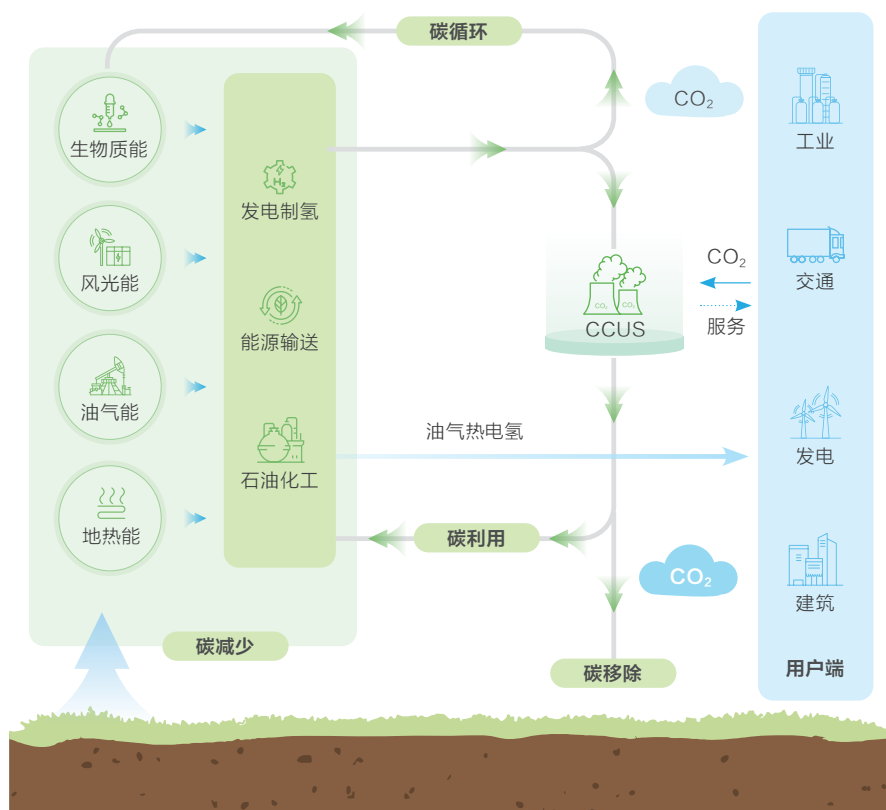 碳循环
CO₂
生物质能
工业
H₂
发电制氢
风光能
CO₂
交通
CO₂
CO₂
CCUS
服务
能源输送
油气能
油气热电氢
发电
石油化工
地热能
碳利用
CO₂
建筑
碳减少
碳移除
用户端